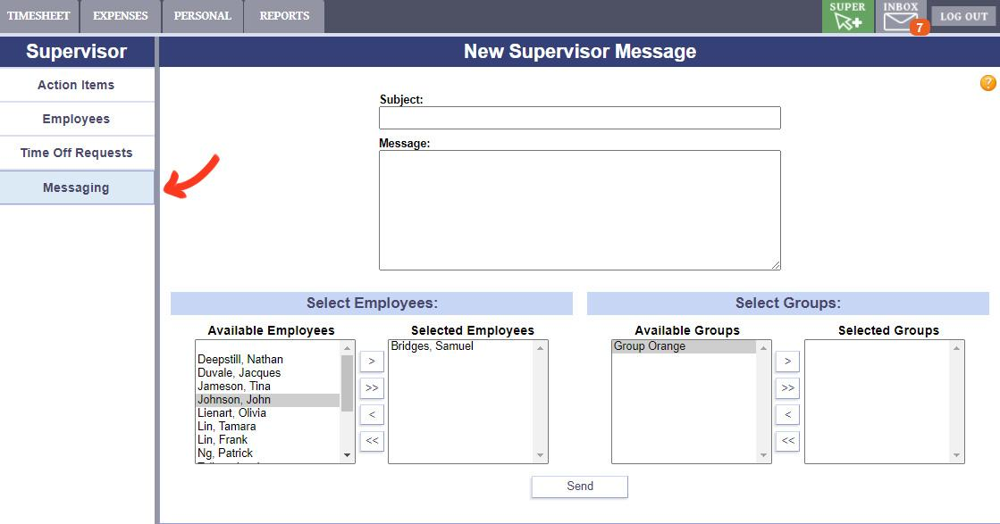 TIMESHEET EXPENSES PERSONAL REPORTS SUPER INBOX 7 LOG OUT
Supervisor
New Supervisor Message
Action Items
Employees
Time Off Requests
Messaging
?
Subject:
Message:
Select Employees:
Select Groups:
Available Employees
Selected Employees
Available Groups
Selected Groups
Deepstill, Nathan
Duvale, Jacques
Jameson, Tina
Johnson, John
Lienart, Olivia
Lin, Tamara
Lin, Frank
Ng, Patrick
>
>>
<
<<
Bridges, Samuel
Group Orange
>
>>
<
<<
Send